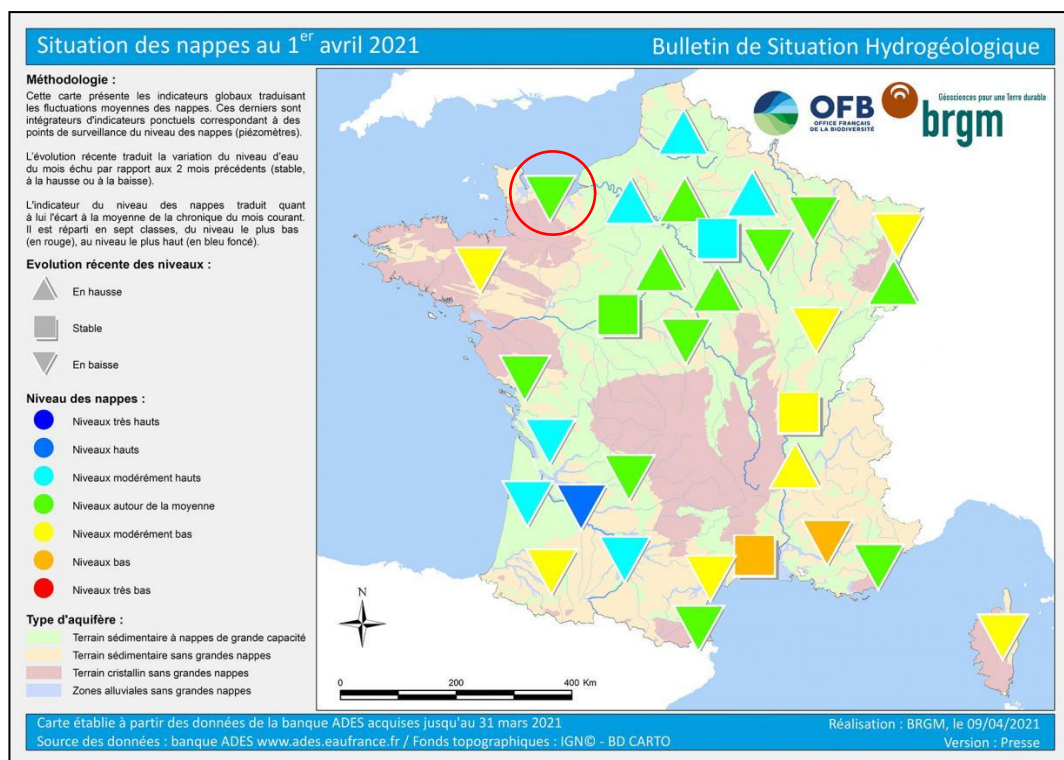 Situation des nappes au 1er avril 2021
Bulletin de Situation Hydrogéologique
Méthodologie :
Cette carte présente les indicateurs globaux traduisant
les fluctuations moyennes des nappes. Ces derniers sont
intégrateurs d'indicateurs ponctuels correspondant à des
points de surveillance du niveau des nappes (piézomètres).
L'évolution récente traduit la variation du niveau d'eau
du mois échu par rapport aux 2 mois précédents (stable,
à la hausse ou à la baisse).
L'indicateur du niveau des nappes traduit quant
à lui l'écart à la moyenne de la chronique du mois courant.
Il est réparti en sept classes, du niveau le plus bas
(en rouge), au niveau le plus haut (en bleu foncé).
Evolution récente des niveaux :
En hausse
Stable
En baisse
Niveau des nappes :
Niveaux très hauts
Niveaux hauts
Niveaux modérément hauts
Niveaux autour de la moyenne
Niveaux modérément bas
Niveaux bas
Niveaux très bas
Type d'aquifère :
Terrain sédimentaire à nappes de grande capacité
Terrain sédimentaire sans grandes nappes
Terrain cristallin sans grandes nappes
Zones alluviales sans grandes nappes
OFB
OFFICE FRANÇAIS
DE LA BIODIVERSITÉ
Géosciences pour une Terre durable
brgm
N
0 200 400 Km
Carte établie à partir des données de la banque ADES acquises jusqu'au 31 mars 2021
Source des données : banque ADES www.ades.eaufrance.fr / Fonds topographiques : IGN© - BD CARTO
Réalisation : BRGM, le 09/04/2021
Version : Presse